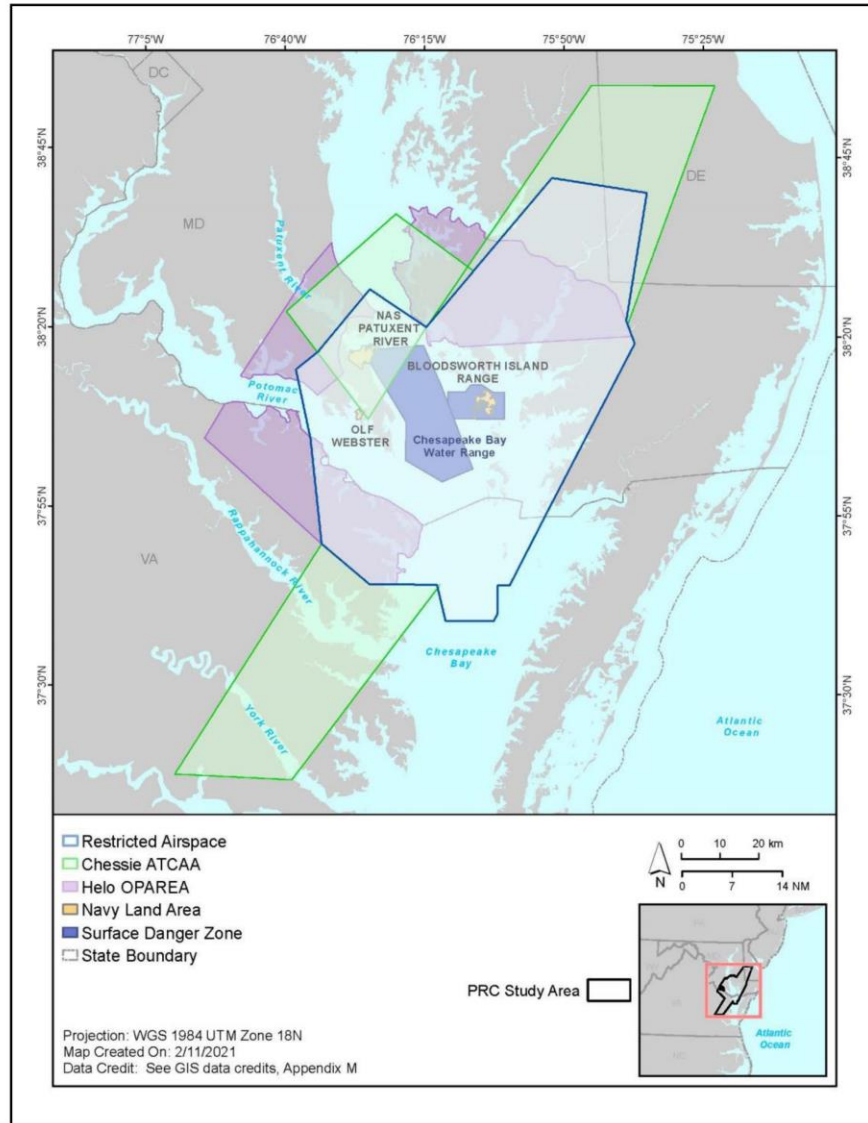 77°5'W 76°40'W 76°15'W 75°50'W 75°25'W
DC
38°45'N
38°45'N
DE
MD
Patuxent
River
38°20'N
38°20'N
NAS
PATUXENT
RIVER
BLOODSWORTH ISLAND
RANGE
Potomac
River
OLF
WEBSTER
Chesapeake Bay
Water Range
37°55'N
37°55'N
VA
Rappahannock River
Chesapeake
Bay
37°30'N
37°30'N
York River
Atlantic
Ocean
Restricted Airspace
Chessie ATCAA
Helo OPAREA
Navy Land Area
Surface Danger Zone
State Boundary
N
0 10 20 km
0 7 14 NM
PRC Study Area
VA
NC
Atlantic
Ocean
Projection: WGS 1984 UTM Zone 18N
Map Created On: 2/11/2021
Data Credit: See GIS data credits, Appendix M